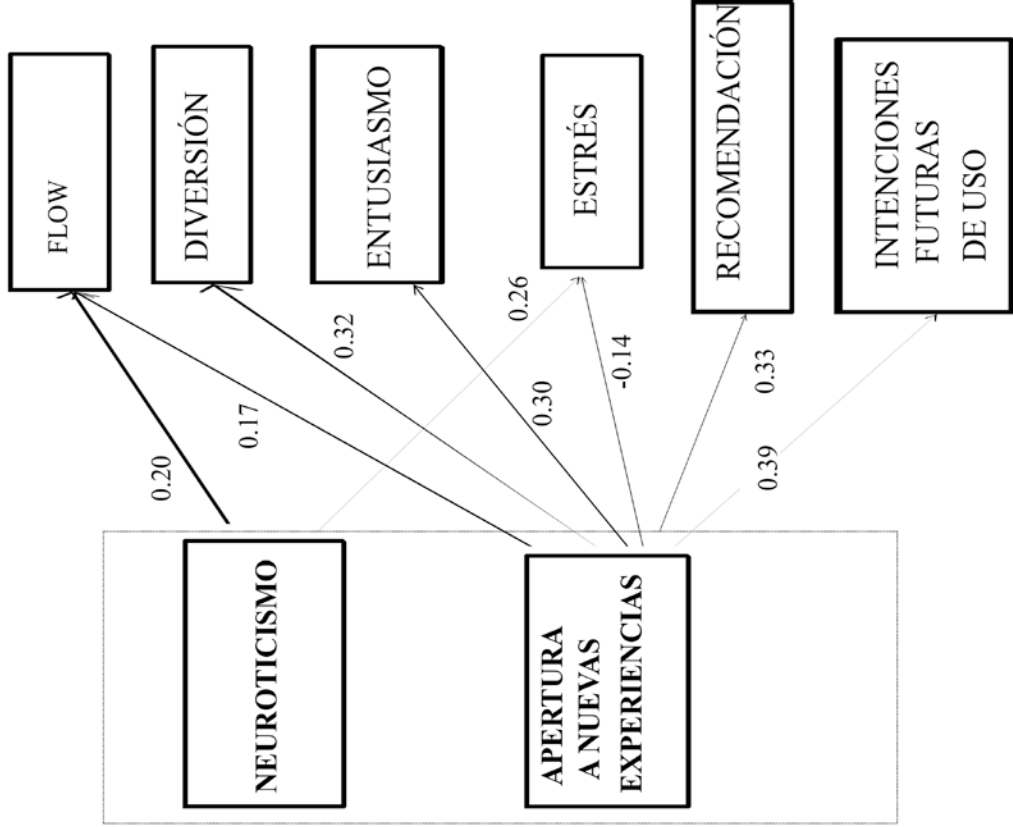 NEUROTICISMO
APERTURA
A NUEVAS
EXPERIENCIAS
0.20
0.17
0.32
0.30
0.26
-0.14
0.33
0.39
FLOW
DIVERSIÓN
ENTUSIASMO
ESTRÉS
RECOMENDACIÓN
INTENCIONES
FUTURAS
DE USO